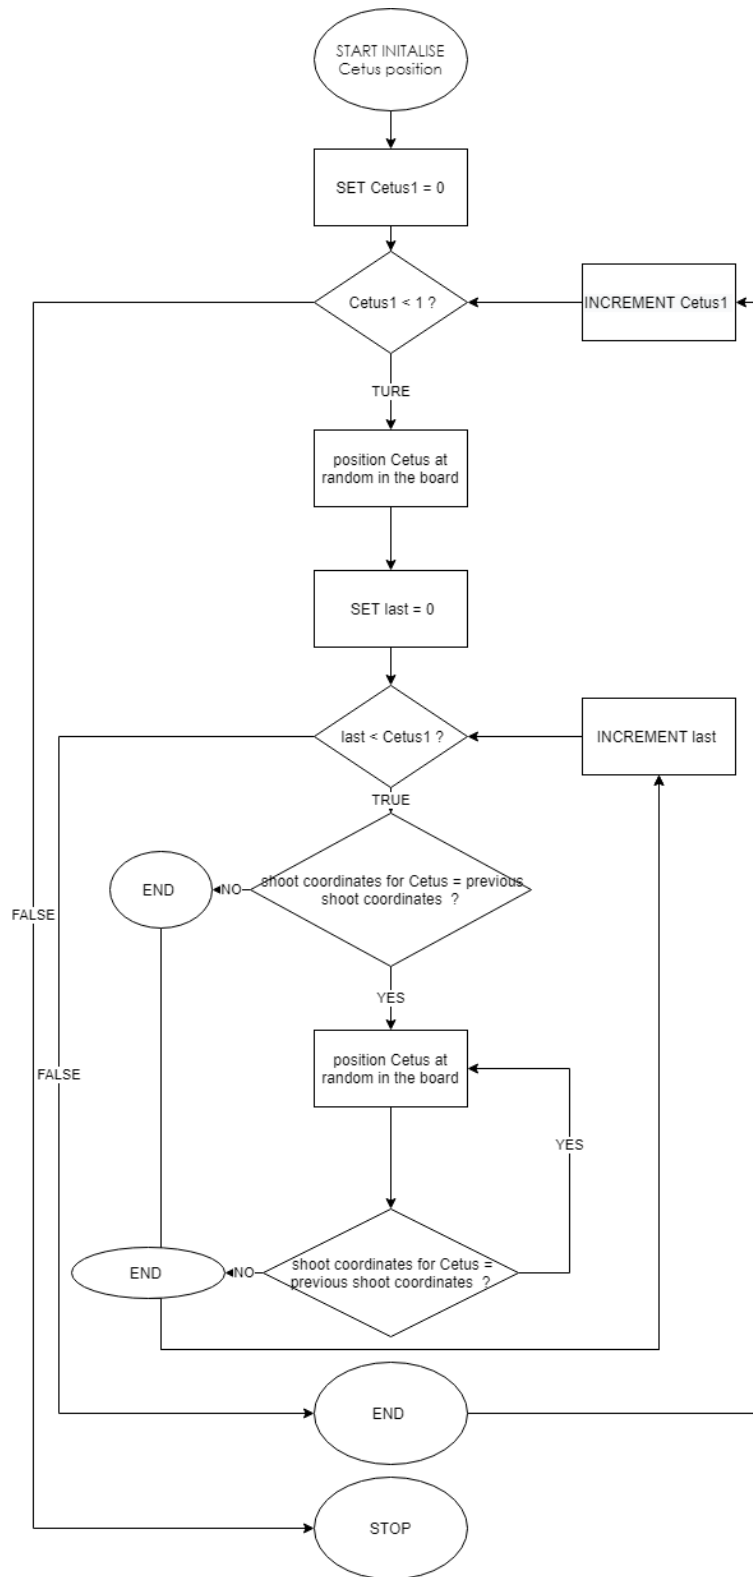 START INITALISE
Cetus position
SET Cetus1 = 0
Cetus1 < 1 ?
INCREMENT Cetus1
TURE
position Cetus at
random in the board
SET last = 0
last < Cetus1 ?
INCREMENT last
TRUE
shoot coordinates for Cetus = previous
shoot coordinates ?
NO
END
FALSE
YES
position Cetus at
random in the board
FALSE
YES
shoot coordinates for Cetus =
previous shoot coordinates ?
NO
END
END
STOP